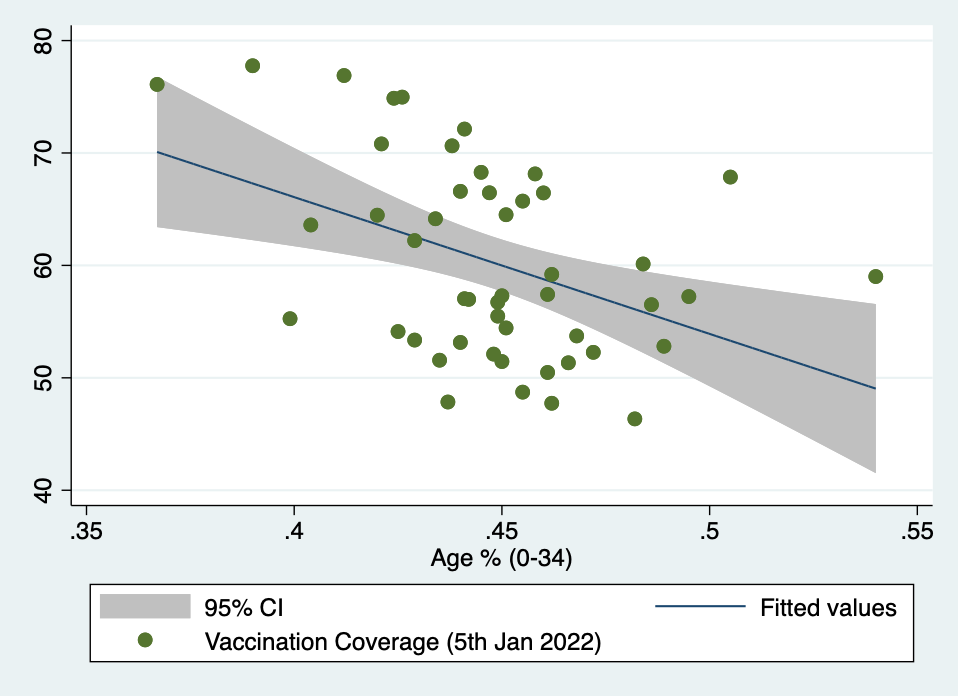 80
70
60
50
40
.35 .4 .45 .5 .55
Age % (0-34)
95% CI Fitted values
Vaccination Coverage (5th Jan 2022)